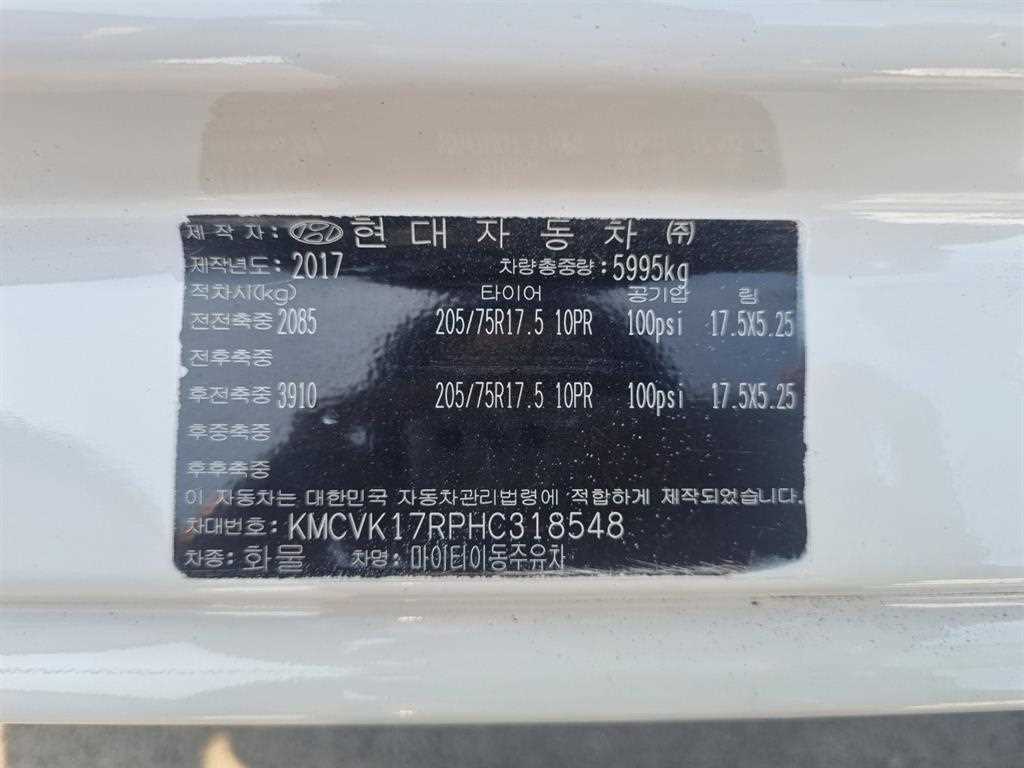 제작자: 현대자동차 ㈜
제작년도: 2017 차량총중량: 5995kg
적차시(kg) 타이어 공기압 림
전전축중 2085 205/75R17.5 10PR 100psi 17.5X5.25
전후축중
후전축중 3910 205/75R17.5 10PR 100psi 17.5X5.25
후중축중
후후축중
이 자동차는 대한민국 자동차관리법령에 적합하게 제작되었습니다.
차대번호: KMCVK17RPHC318548
차종: 화물 차명: 마이티이동주유차